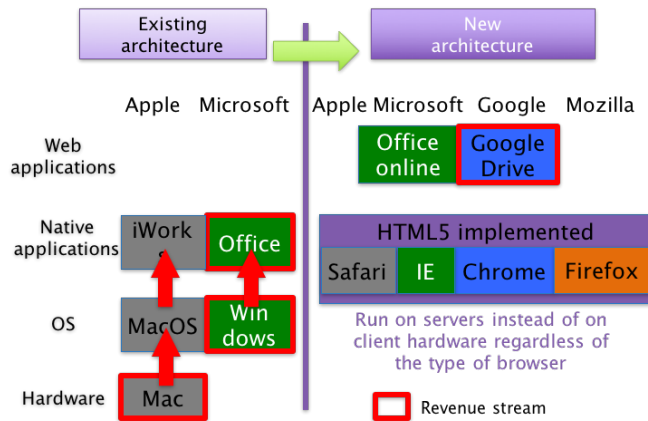 Existing
architecture
New
architecture
Apple Microsoft
Apple Microsoft Google Mozilla
Web
applications
Office
online
Google
Drive
Native
applications
iWork
s
Office
HTML5 implemented
Safari IE Chrome Firefox
OS
MacOS
Win
dows
Run on servers instead of on
client hardware regardless of
the type of browser
Hardware
Mac
Revenue stream